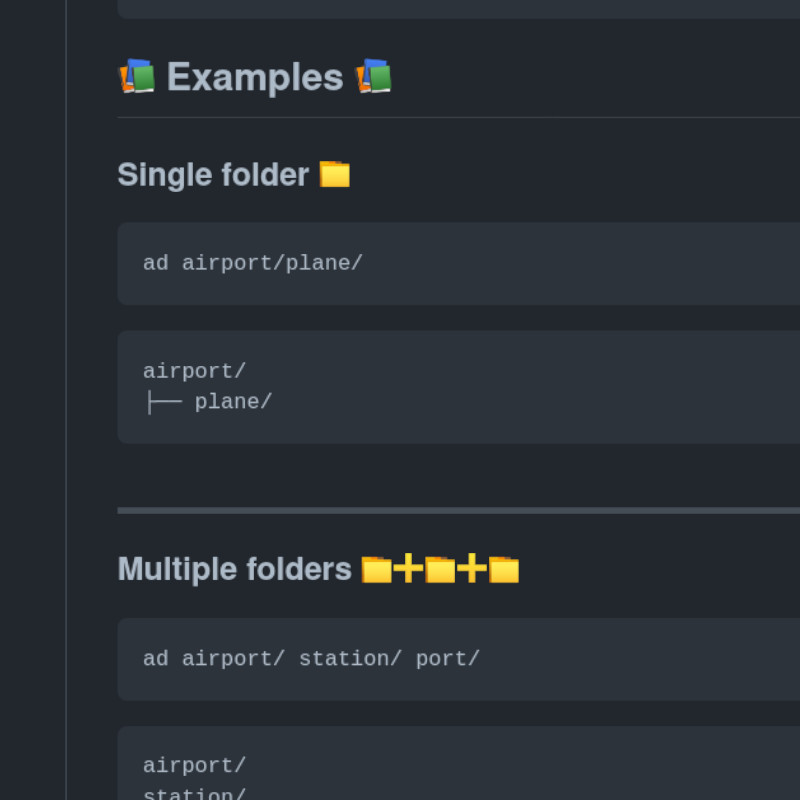 📚 Examples 📚
Single folder 📁
ad airport/plane/
airport/
├── plane/
Multiple folders 📁➕📁➕📁
ad airport/ station/ port/
airport/
station/